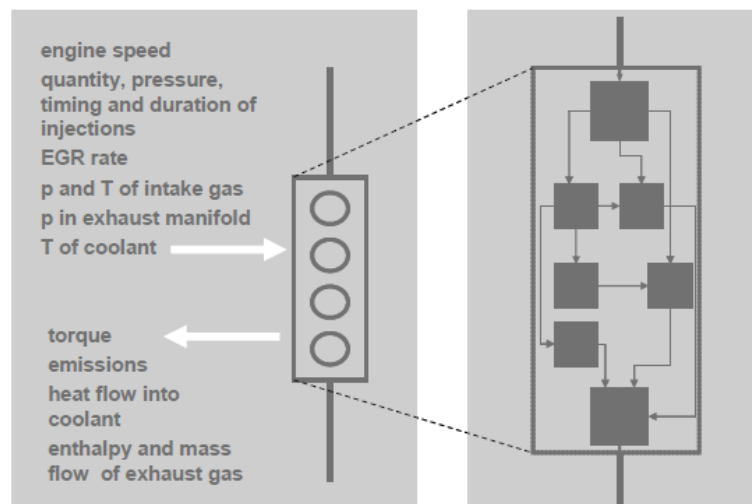 engine speed
quantity, pressure,
timing and duration of
injections
EGR rate
p and T of intake gas
p in exhaust manifold
T of coolant
torque
emissions
heat flow into
coolant
enthalpy and mass
flow of exhaust gas